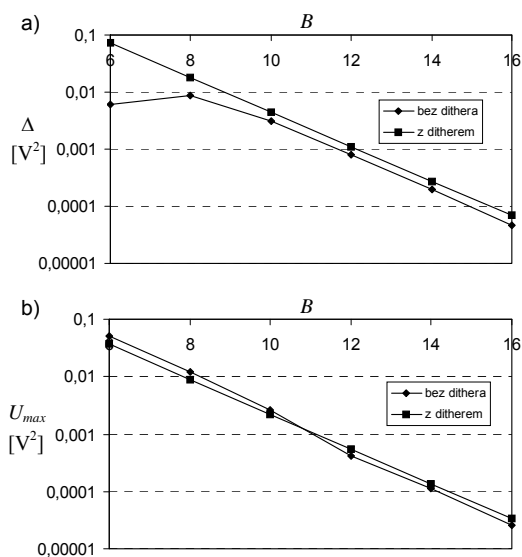 a)
B
0,1
6 8 10 12 14 16
0,01
bez dithera
z ditherem
Δ
[V²]
0,001
0,0001
0,00001
b)
B
0,1
6 8 10 12 14 16
0,01
bez dithera
z ditherem
Umax
[V²]
0,001
0,0001
0,00001